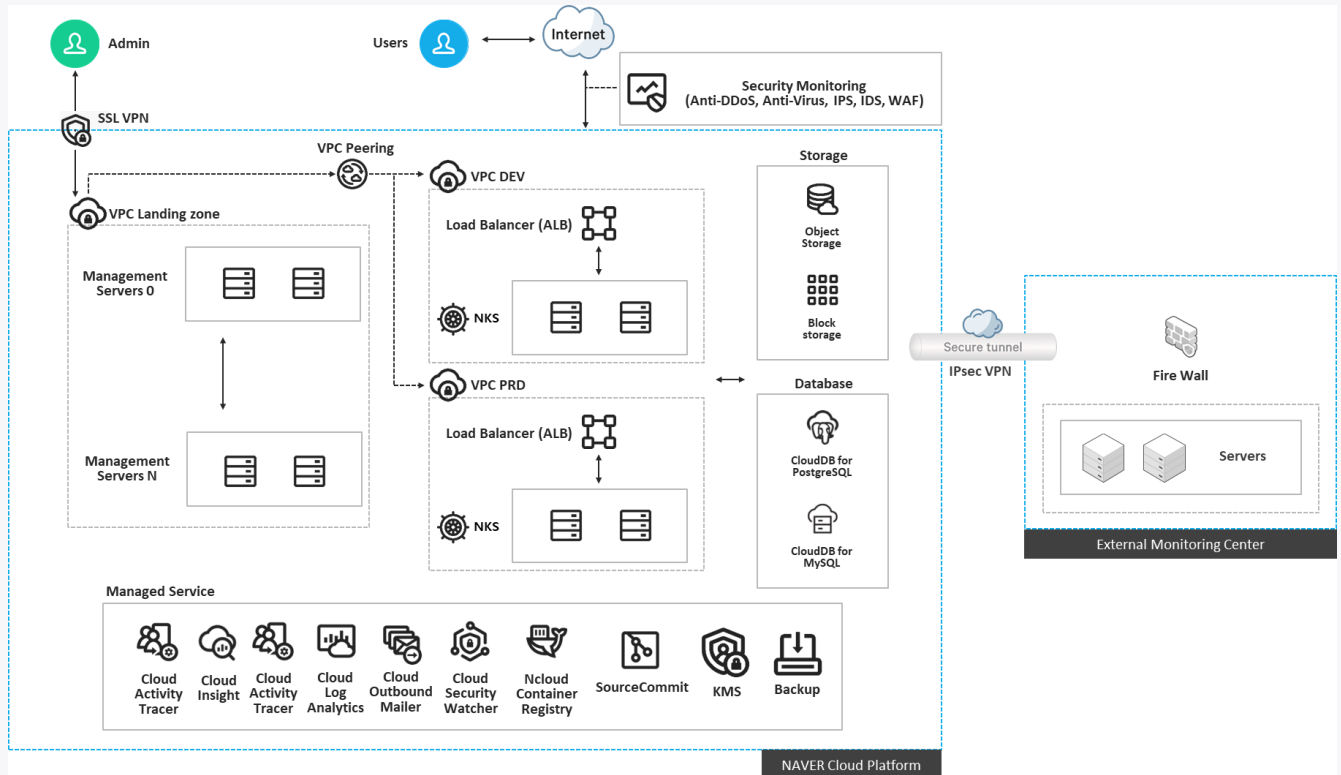 Admin
Users
Internet
Security Monitoring
(Anti-DDoS, Anti-Virus, IPS, IDS, WAF)
SSL VPN
VPC Peering
VPC Landing zone
Management
Servers 0
Management
Servers N
VPC DEV
Load Balancer (ALB)
NKS
VPC PRD
Load Balancer (ALB)
NKS
Storage
Object
Storage
Block
storage
Database
CloudDB for
PostgreSQL
CloudDB for
MySQL
Secure tunnel
IPsec VPN
Fire Wall
Servers
External Monitoring Center
Managed Service
Cloud
Activity
Tracer
Cloud
Insight
Cloud
Activity
Tracer
Cloud
Log
Analytics
Cloud
Outbound
Mailer
Cloud
Security
Watcher
Ncloud
Container
Registry
SourceCommit
KMS
Backup
NAVER Cloud Platform